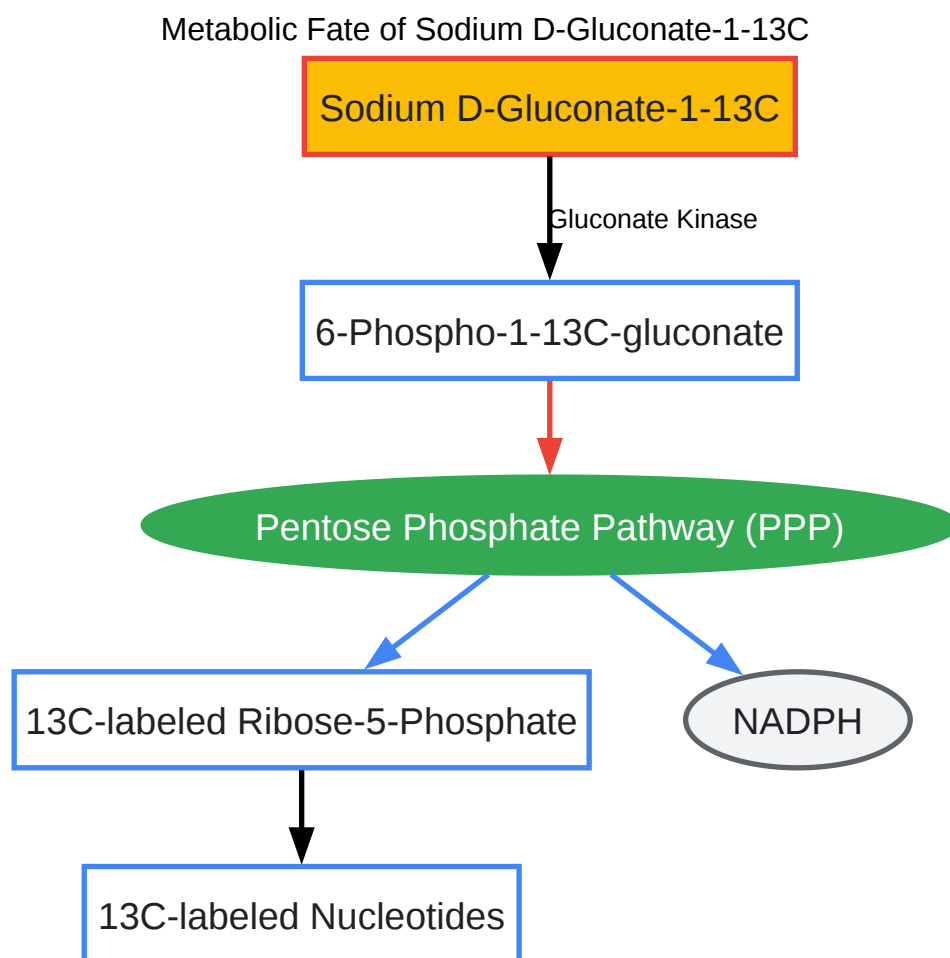 Metabolic Fate of Sodium D-Gluconate-1-13C
Sodium D-Gluconate-1-13C
Gluconate Kinase
6-Phospho-1-13C-gluconate
Pentose Phosphate Pathway (PPP)
13C-labeled Ribose-5-Phosphate
NADPH
13C-labeled Nucleotides